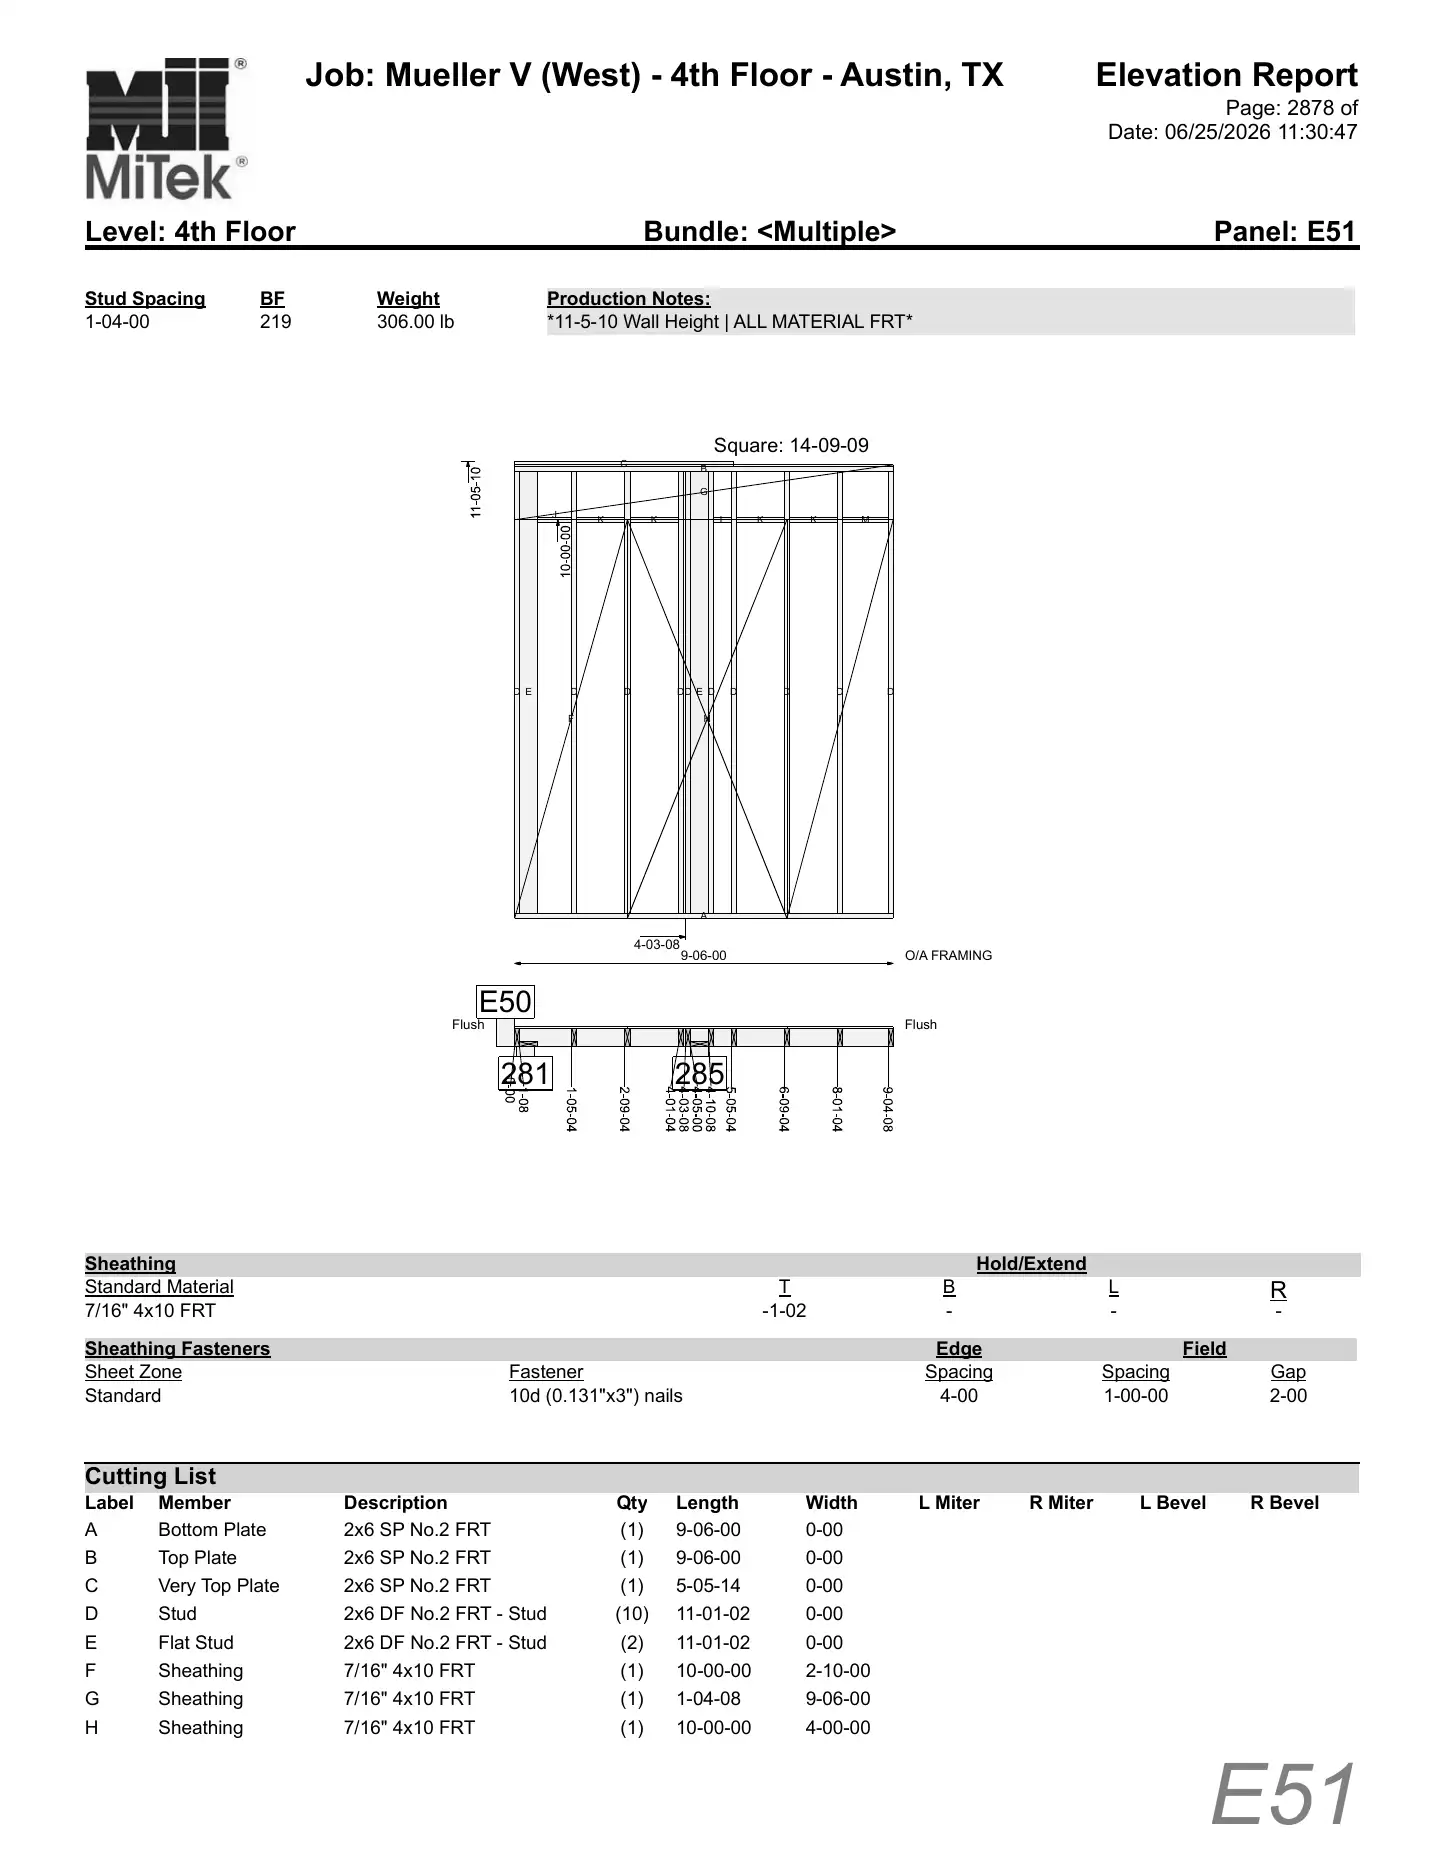 Job: Mueller V (West) - 4th Floor - Austin, TX
Elevation Report
Page: 2878 of
Date: 06/25/2026 11:30:47
MiTek®
Level: 4th Floor Bundle: <Multiple> Panel: E51
Stud Spacing BF Weight Production Notes:
1-04-00 219 306.00 lb *11-5-10 Wall Height | ALL MATERIAL FRT*
Square: 14-09-09
C
B
11-05-10
G
K K K K M
10-00-00
D E D D D D E D D D D D
F H
A
4-03-08
9-06-00 O/A FRAMING
E50
Flush Flush
281 285
1-05-04 2-09-04 4-01-04 4-03-08 4-05-00 4-10-08 5-05-04 6-09-04 8-01-04 9-04-08
Sheathing Hold/Extend
Standard Material T B L R
7/16" 4x10 FRT -1-02 - - -
Sheathing Fasteners Edge Field
Sheet Zone Fastener Spacing Spacing Gap
Standard 10d (0.131"x3") nails 4-00 1-00-00 2-00
Cutting List
Label Member Description Qty Length Width L Miter R Miter L Bevel R Bevel
A Bottom Plate 2x6 SP No.2 FRT (1) 9-06-00 0-00
B Top Plate 2x6 SP No.2 FRT (1) 9-06-00 0-00
C Very Top Plate 2x6 SP No.2 FRT (1) 5-05-14 0-00
D Stud 2x6 DF No.2 FRT - Stud (10) 11-01-02 0-00
E Flat Stud 2x6 DF No.2 FRT - Stud (2) 11-01-02 0-00
F Sheathing 7/16" 4x10 FRT (1) 10-00-00 2-10-00
G Sheathing 7/16" 4x10 FRT (1) 1-04-08 9-06-00
H Sheathing 7/16" 4x10 FRT (1) 10-00-00 4-00-00
E51